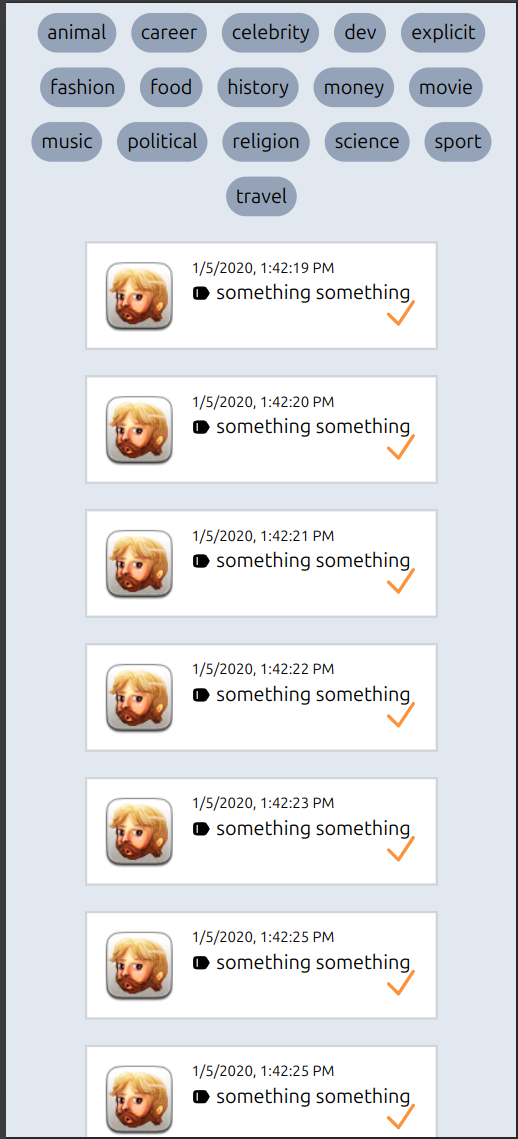 animal career celebrity dev explicit
fashion food history money movie
music political religion science sport
travel
1/5/2020, 1:42:19 PM
something something
1/5/2020, 1:42:20 PM
something something
1/5/2020, 1:42:21 PM
something something
1/5/2020, 1:42:22 PM
something something
1/5/2020, 1:42:23 PM
something something
1/5/2020, 1:42:25 PM
something something
1/5/2020, 1:42:25 PM
something something